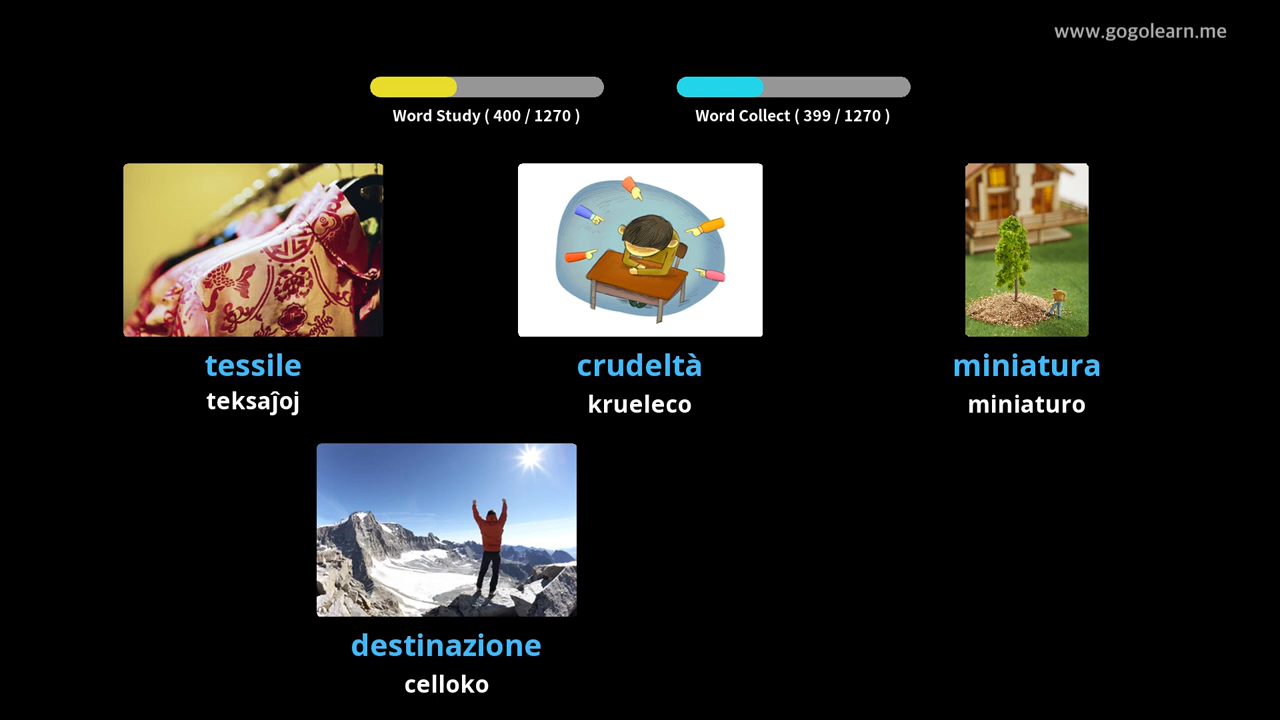 www.gogolearn.me
Word Study ( 400 / 1270 )
Word Collect ( 399 / 1270 )
tessile
teksaĵoj
crudeltà
krueleco
miniatura
miniaturo
destinazione
celloko